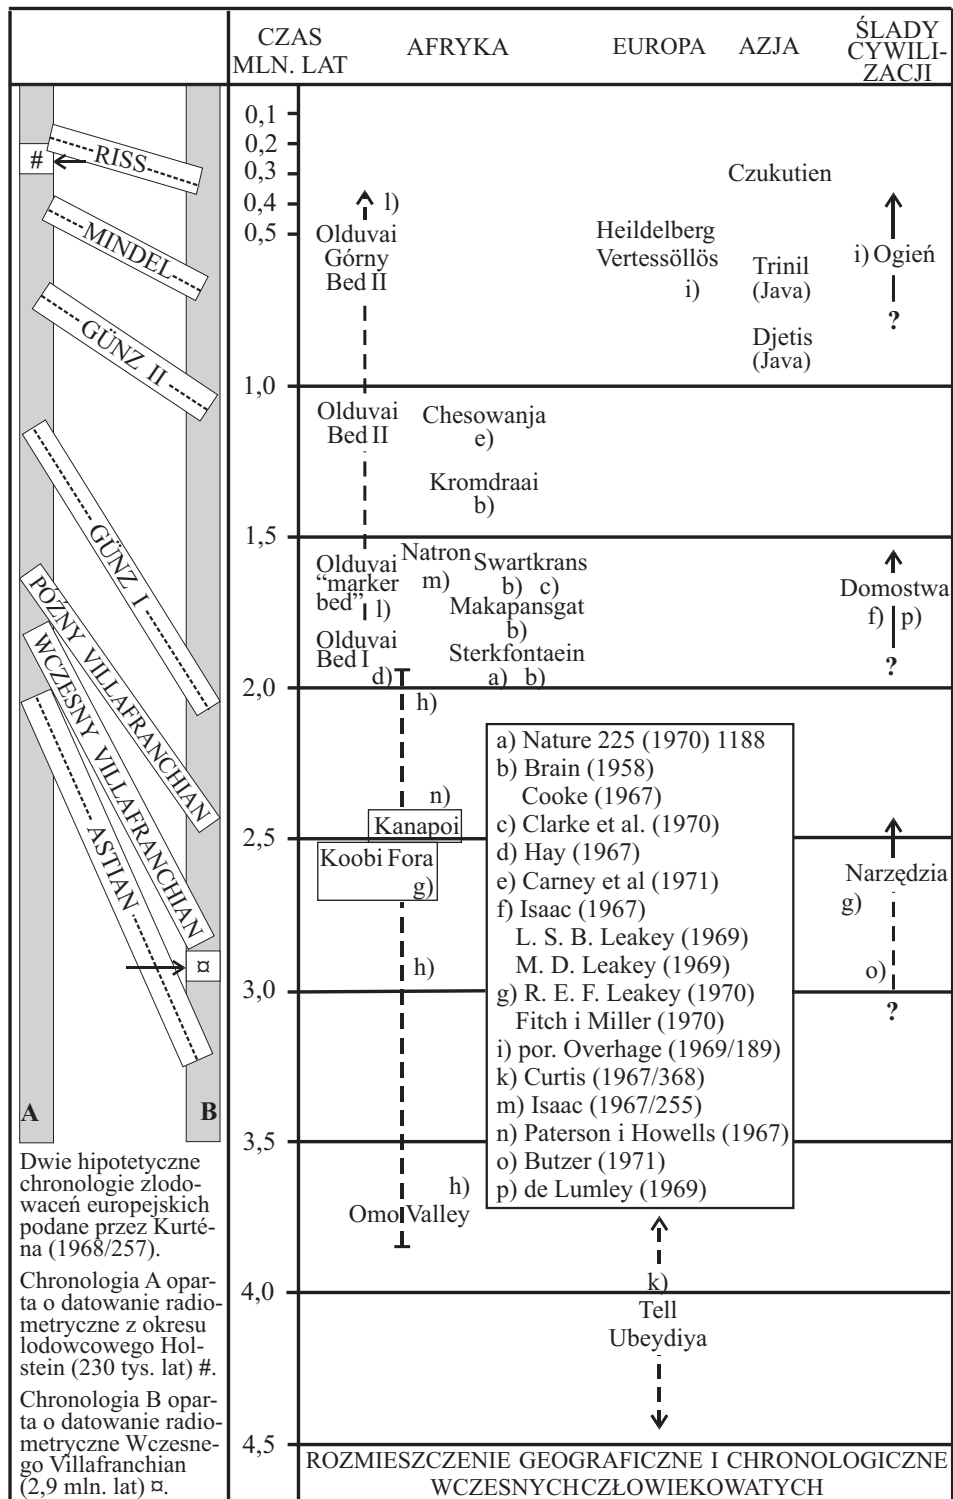 CZAS
MLN. LAT
AFRYKA
EUROPA
AZJA
ŚLADY
CYWILI-
ZACJI
#
RISS
MINDEL
GÜNZ II
GÜNZ I
PÓŹNY VILLAFRANCHIAN
WCZESNY VILLAFRANCHIAN
ASTIAN
¤
A
B
Dwie hipotetyczne
chronologie zlodo-
waceń europejskich
podane przez Kurté-
na (1968/257).
Chronologia A opar-
ta o datowanie radio-
metryczne z okresu
lodowcowego Hol-
stein (230 tys. lat) #.
Chronologia B opar-
ta o datowanie radio-
metryczne Wczesne-
go Villafranchian
(2,9 mln. lat) ¤.
0,1
0,2
0,3
0,4
0,5
1,0
1,5
2,0
2,5
3,0
3,5
4,0
4,5
l)
Olduvai
Górny
Bed II
Olduvai
Bed II
Chesowanja
e)
Kromdraai
b)
Olduvai
“marker
bed”
l)
Natron
m)
Swartkrans
b) c)
Makapansgat
b)
Olduvai
Bed I
d)
Sterkfontaein
a) b)
h)
n)
Kanapoi
Koobi Fora
g)
h)
h)
Omo Valley
Heildelberg
Vertessöllös
i)
Czukutien
Trinil
(Java)
Djetis
(Java)
i) Ogień
?
Domostwa
f) p)
?
Narzędzia
g)
o)
?
a) Nature 225 (1970) 1188
b) Brain (1958)
Cooke (1967)
c) Clarke et al. (1970)
d) Hay (1967)
e) Carney et al (1971)
f) Isaac (1967)
L. S. B. Leakey (1969)
M. D. Leakey (1969)
g) R. E. F. Leakey (1970)
Fitch i Miller (1970)
i) por. Overhage (1969/189)
k) Curtis (1967/368)
m) Isaac (1967/255)
n) Paterson i Howells (1967)
o) Butzer (1971)
p) de Lumley (1969)
k)
Tell
Ubeydiya
ROZMIESZCZENIE GEOGRAFICZNE I CHRONOLOGICZNE
WCZESNYCH CZŁOWIEKOWATYCH